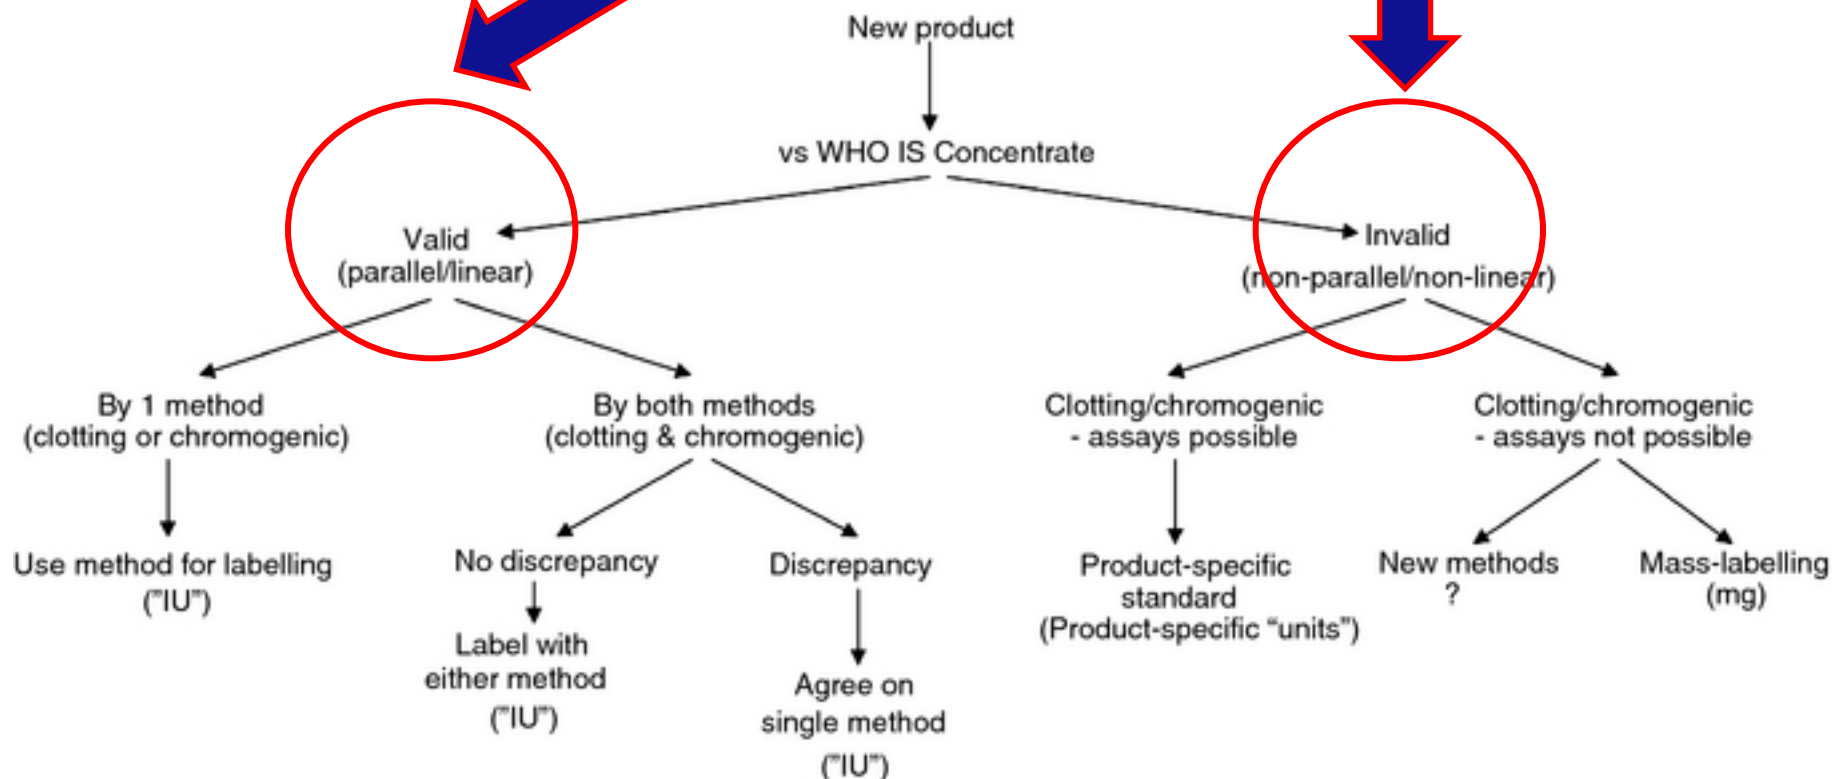 New product
vs WHO IS Concentrate
Valid
(parallel/linear)
Invalid
(non-parallel/non-linear)
By 1 method
(clotting or chromogenic)
By both methods
(clotting & chromogenic)
Clotting/chromogenic
- assays possible
Clotting/chromogenic
- assays not possible
Use method for labelling
("IU")
No discrepancy
Label with
either method
("IU")
Discrepancy
Agree on
single method
("IU")
Product-specific
standard
(Product-specific “units”)
New methods
?
Mass-labelling
(mg)